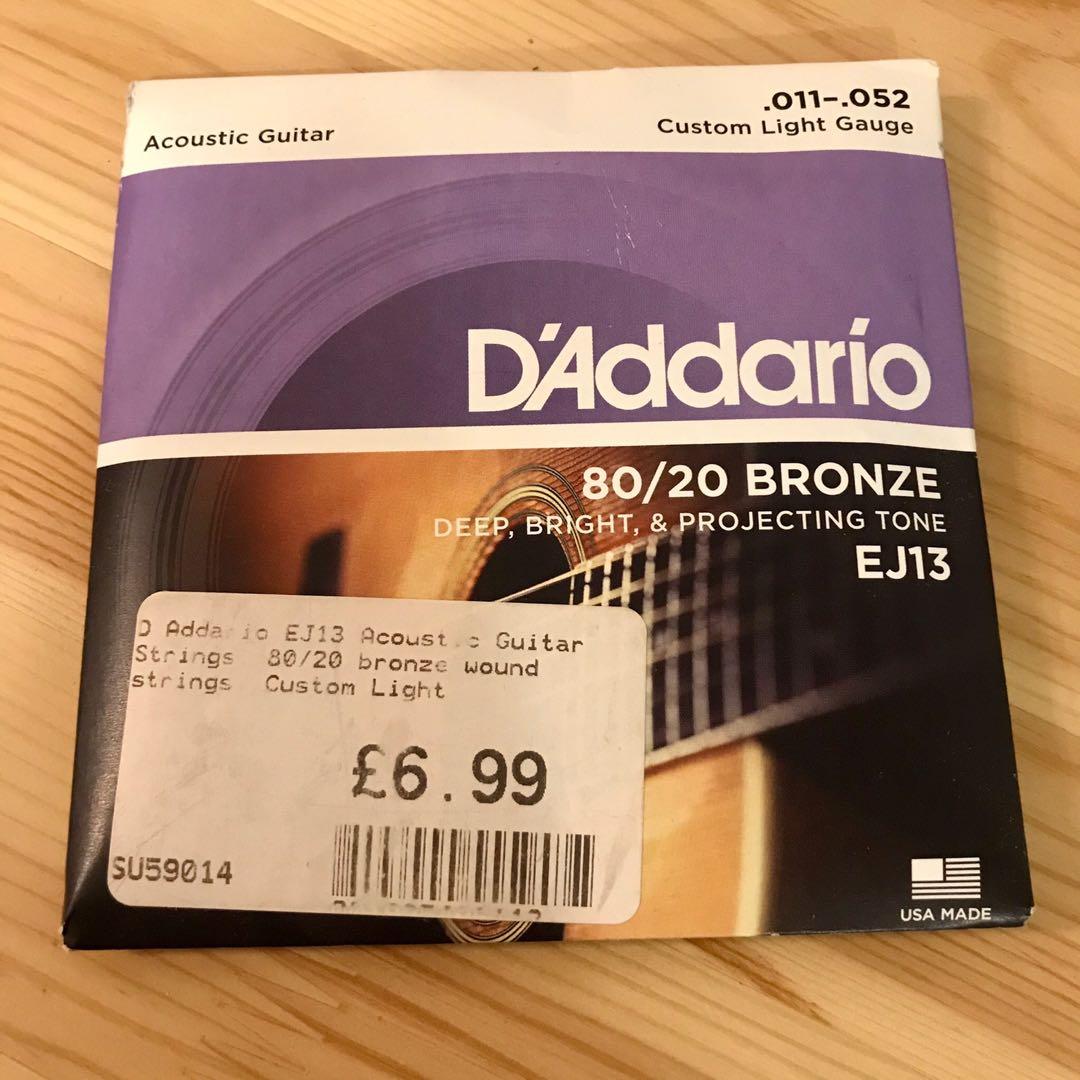 .011–.052
Acoustic Guitar
Custom Light Gauge
D'Addario
80/20 BRONZE
DEEP, BRIGHT, & PROJECTING TONE
EJ13
D Addario EJ13 Acoustic Guitar
Strings 80/20 bronze wound
strings Custom Light
£6.99
SU59014
USA MADE